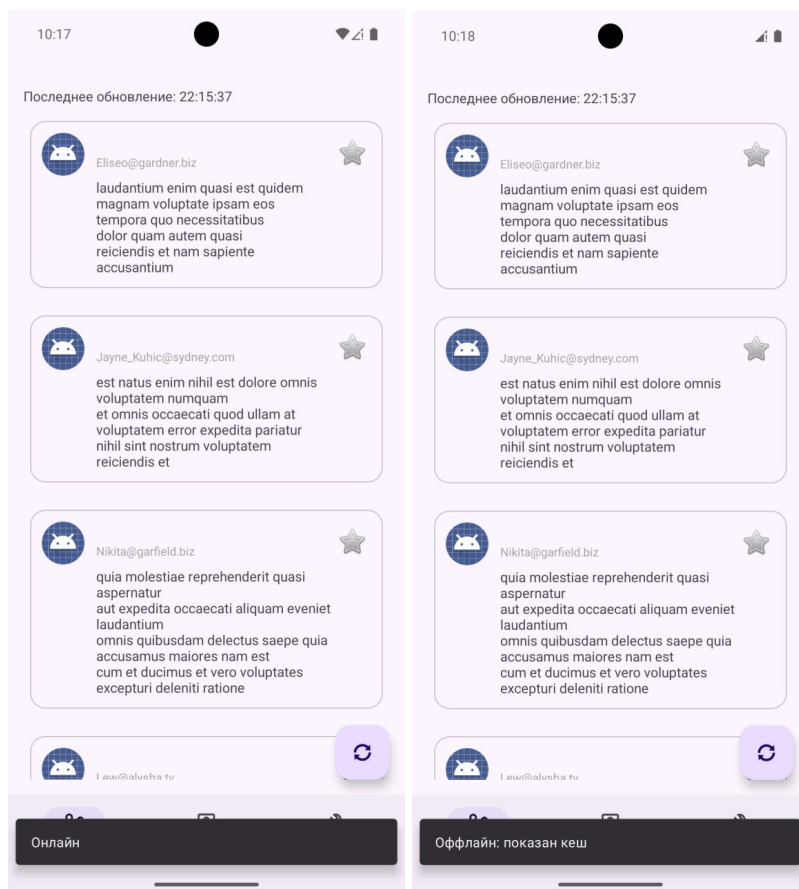 10:17
Последнее обновление: 22:15:37
Eliseo@gardner.biz
laudantium enim quasi est quidem
magnam voluptate ipsam eos
tempora quo necessitatibus
dolor quam autem quasi
reiciendis et nam sapiente
accusantium
Jayne_Kuhic@sydney.com
est natus enim nihil est dolore omnis
voluptatem numquam
et omnis occaecati quod ullam at
voluptatem error expedita pariatur
nihil sint nostrum voluptatem
reiciendis et
Nikita@garfield.biz
quia molestiae reprehenderit quasi
aspernatur
aut expedita occaecati aliquam eveniet
laudantium
omnis quibusdam delectus saepe quia
accusamus maiores nam est
cum et ducimus et vero voluptates
excepturi deleniti ratione
Lew@alysha.tv
Онлайн
10:18
Последнее обновление: 22:15:37
Eliseo@gardner.biz
laudantium enim quasi est quidem
magnam voluptate ipsam eos
tempora quo necessitatibus
dolor quam autem quasi
reiciendis et nam sapiente
accusantium
Jayne_Kuhic@sydney.com
est natus enim nihil est dolore omnis
voluptatem numquam
et omnis occaecati quod ullam at
voluptatem error expedita pariatur
nihil sint nostrum voluptatem
reiciendis et
Nikita@garfield.biz
quia molestiae reprehenderit quasi
aspernatur
aut expedita occaecati aliquam eveniet
laudantium
omnis quibusdam delectus saepe quia
accusamus maiores nam est
cum et ducimus et vero voluptates
excepturi deleniti ratione
Lew@alysha.tv
Оффлайн: показан кеш